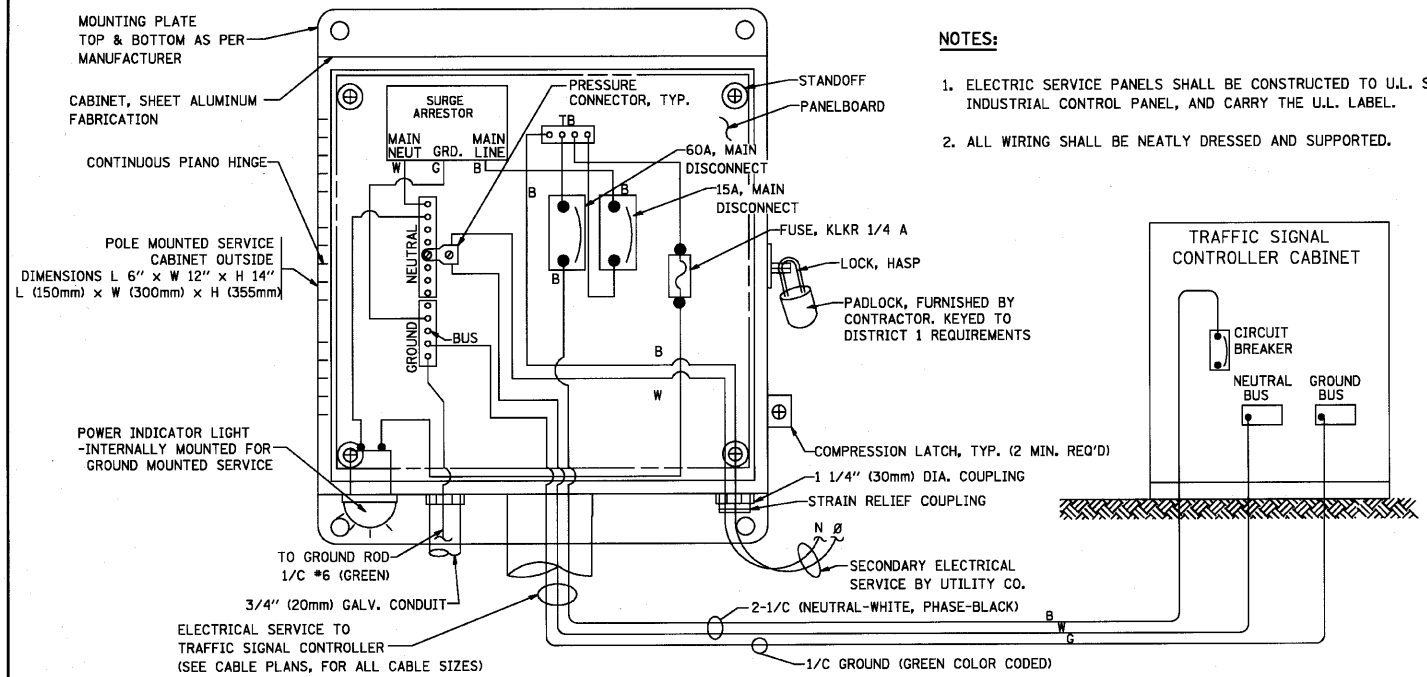 MOUNTING PLATE
TOP & BOTTOM AS PER
MANUFACTURER
CABINET, SHEET ALUMINUM
FABRICATION
CONTINUOUS PIANO HINGE
POLE MOUNTED SERVICE
CABINET OUTSIDE
DIMENSIONS L 6" x W 12" x H 14"
L (150mm) x W (300mm) x H (355mm)
POWER INDICATOR LIGHT
-INTERNALLY MOUNTED FOR
GROUND MOUNTED SERVICE
SURGE
ARRESTOR
MAIN
NEUT
GRD.
MAIN
LINE
W
G
B
PRESSURE
CONNECTOR, TYP.
TB
NEUTRAL
GROUND
BUS
B
B
B
60A, MAIN
DISCONNECT
15A, MAIN
DISCONNECT
STANDOFF
PANELBOARD
FUSE, KLKR 1/4 A
LOCK, HASP
PADLOCK, FURNISHED BY
CONTRACTOR. KEYED TO
DISTRICT 1 REQUIREMENTS
B
W
COMPRESSION LATCH, TYP. (2 MIN. REQ'D)
1 1/4" (30mm) DIA. COUPLING
STRAIN RELIEF COUPLING
N Ø
SECONDARY ELECTRICAL
SERVICE BY UTILITY CO.
TO GROUND ROD
1/C #6 (GREEN)
3/4" (20mm) GALV. CONDUIT
ELECTRICAL SERVICE TO
TRAFFIC SIGNAL CONTROLLER
(SEE CABLE PLANS, FOR ALL CABLE SIZES)
2-1/C (NEUTRAL-WHITE, PHASE-BLACK)
1/C GROUND (GREEN COLOR CODED)
B
W
G
NOTES:
1. ELECTRIC SERVICE PANELS SHALL BE CONSTRUCTED TO U.L. S
INDUSTRIAL CONTROL PANEL, AND CARRY THE U.L. LABEL.
2. ALL WIRING SHALL BE NEATLY DRESSED AND SUPPORTED.
TRAFFIC SIGNAL
CONTROLLER CABINET
CIRCUIT
BREAKER
NEUTRAL
BUS
GROUND
BUS